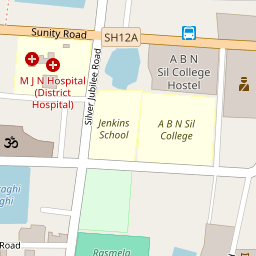 Sunity Road
SH12A
M J N Hospital
(District
Hospital)
Silver Jubilee Road
A B N
Sil College
Hostel
Jenkins
School
A B N Sil
College
ॐ
Road
Rasmela